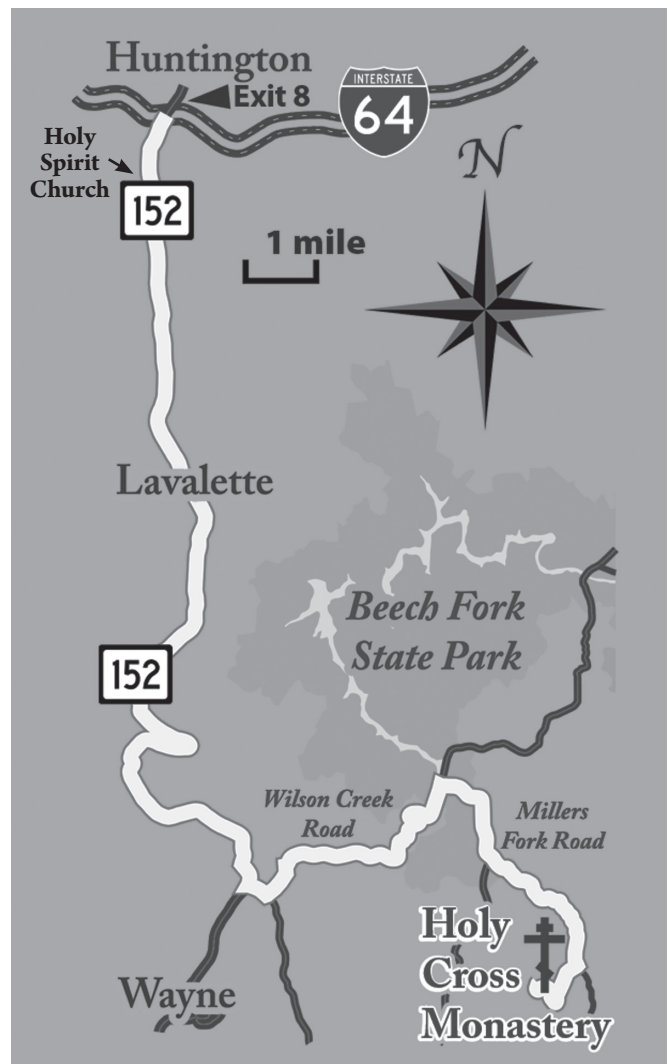 Huntington
Exit 8
INTERSTATE
64
Holy
Spirit
Church
152
N
1 mile
Lavalette
Beech Fork
State Park
152
Wilson Creek
Road
Millers
Fork Road
Holy
Cross
Monastery
Wayne